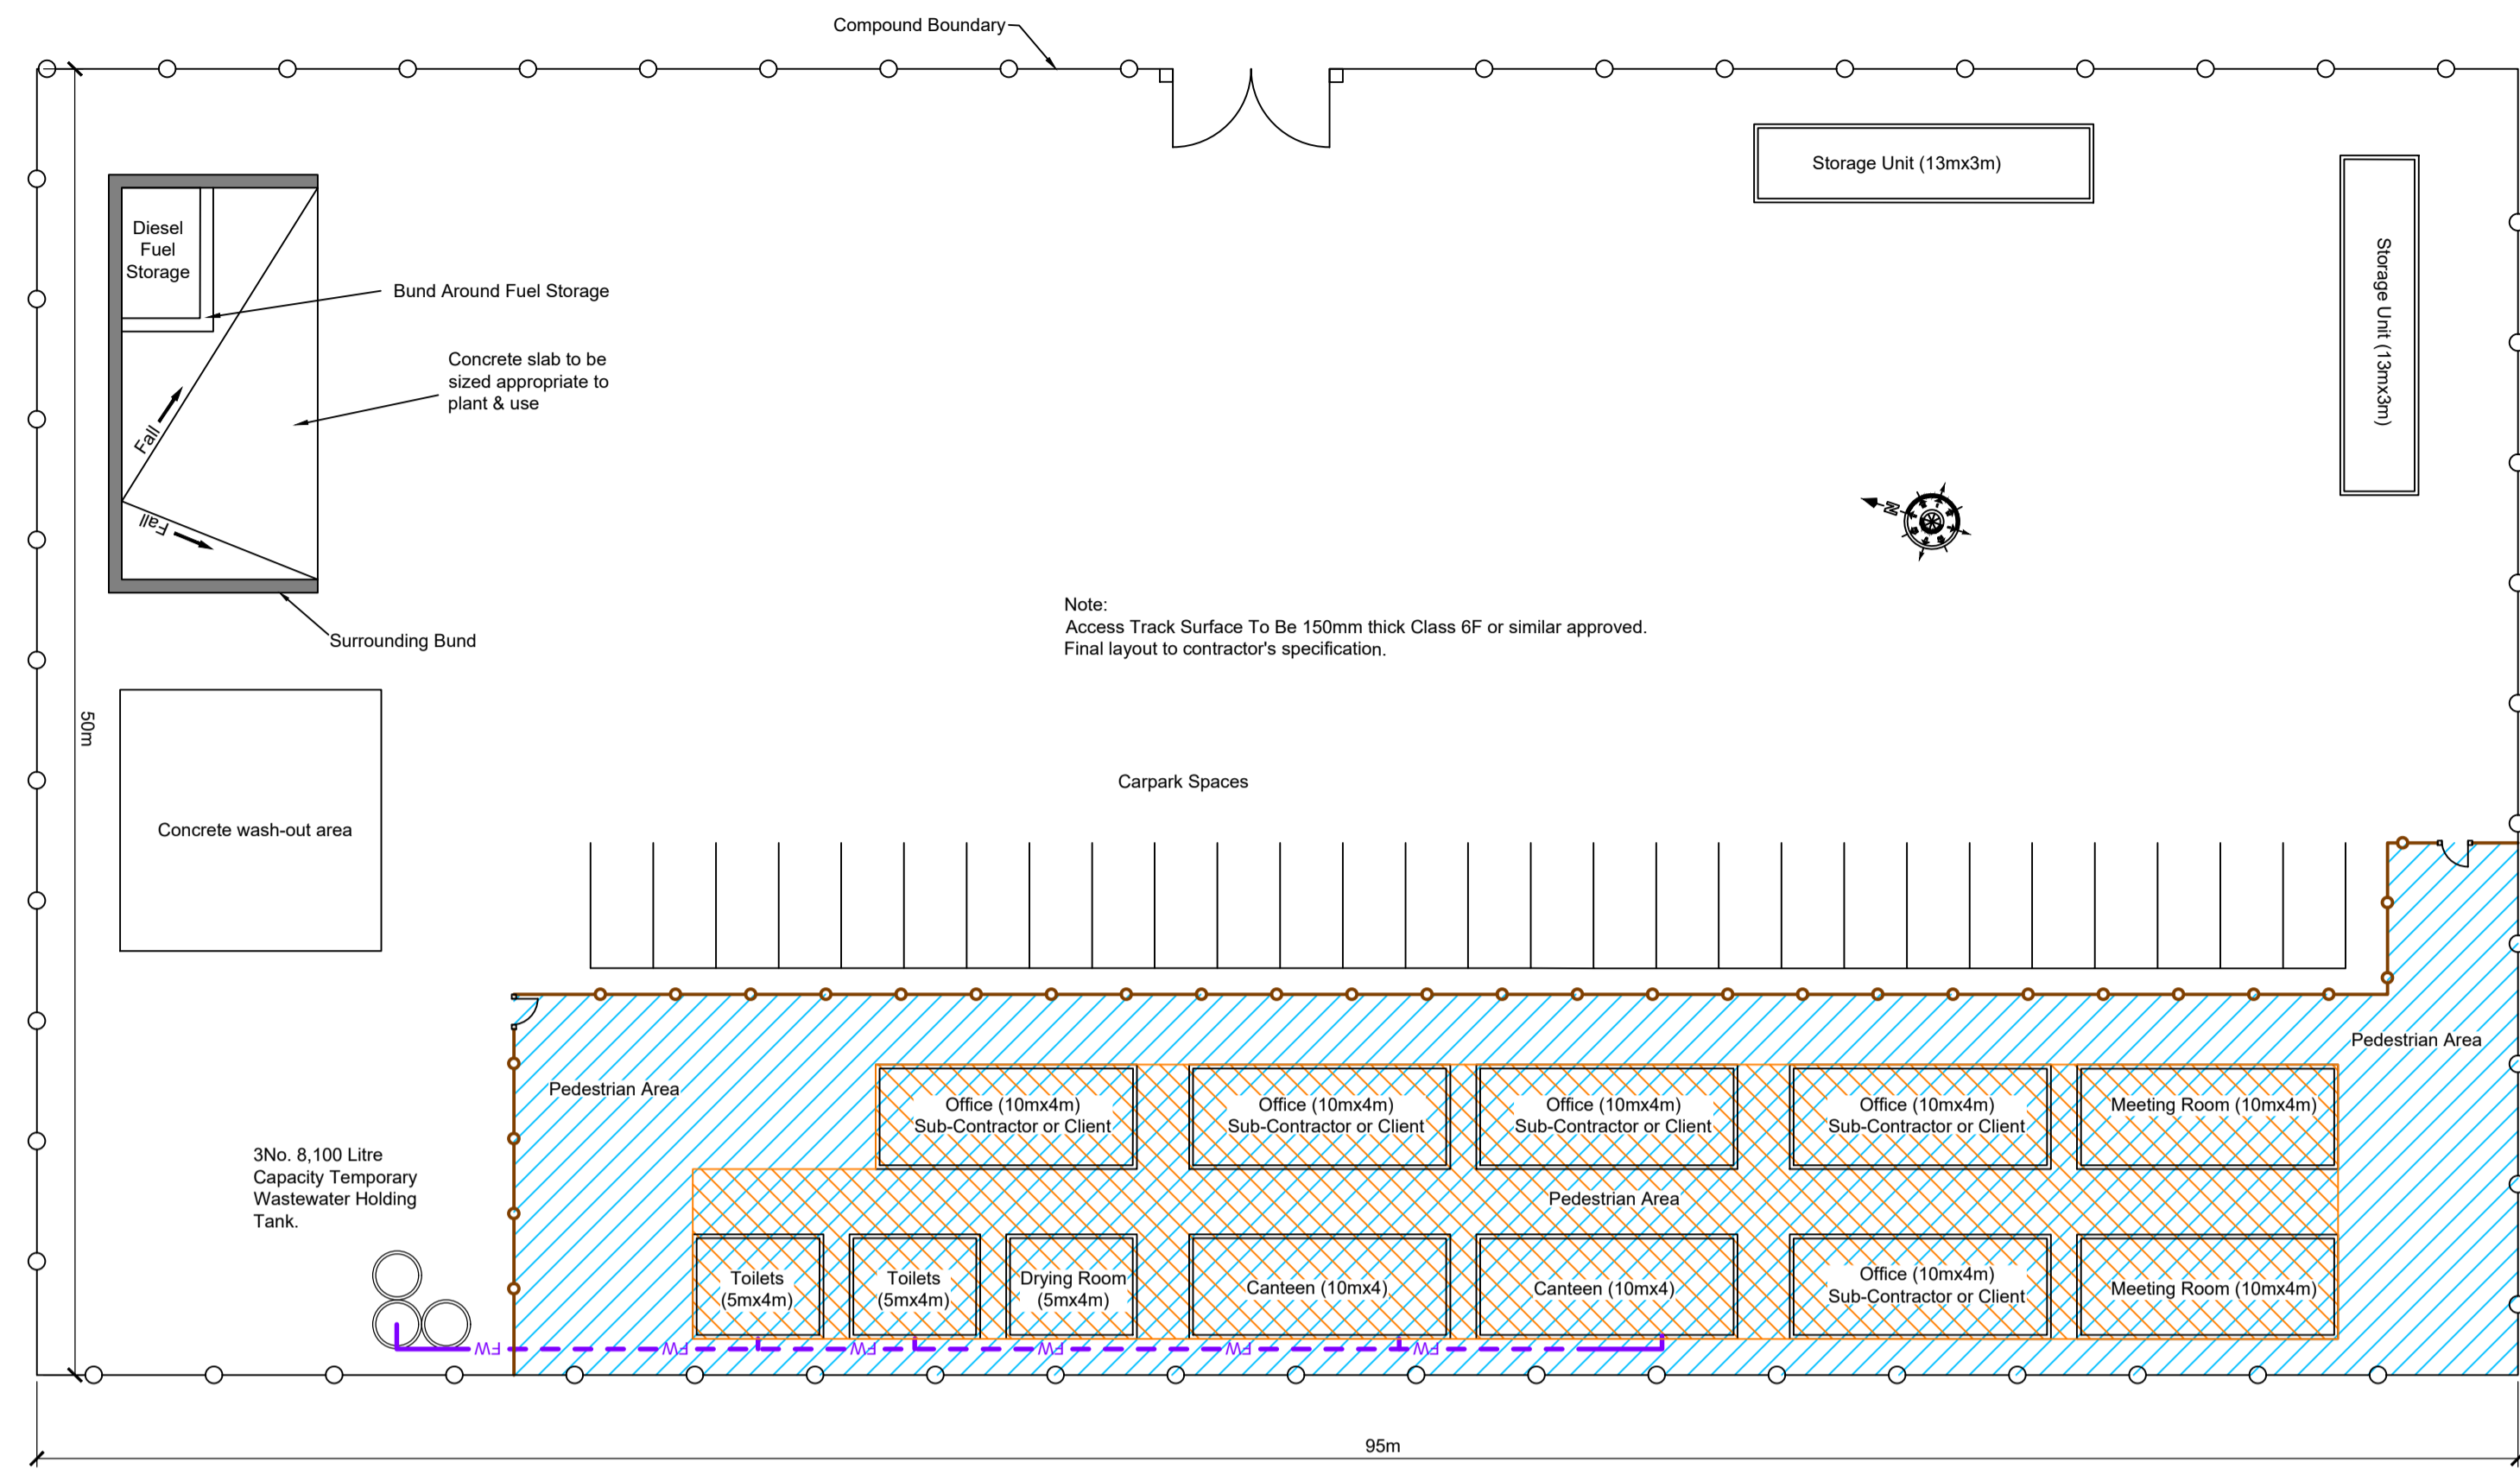 Compound Boundary
Storage Unit (13mx3m)
Storage Unit (13mx3m)
Diesel
Fuel
Storage
Bund Around Fuel Storage
Concrete slab to be
sized appropriate to
plant & use
Fall
Fall
N
Surrounding Bund
Note:
Access Track Surface To Be 150mm thick Class 6F or similar approved.
Final layout to contractor's specification.
50m
Carpark Spaces
Concrete wash-out area
Pedestrian Area
Pedestrian Area
Office (10mx4m)
Sub-Contractor or Client
Office (10mx4m)
Sub-Contractor or Client
Office (10mx4m)
Sub-Contractor or Client
Office (10mx4m)
Sub-Contractor or Client
Meeting Room (10mx4m)
3No. 8,100 Litre
Capacity Temporary
Wastewater Holding
Tank.
Pedestrian Area
Toilets
(5mx4m)
Toilets
(5mx4m)
Drying Room
(5mx4m)
Canteen (10mx4)
Canteen (10mx4)
Office (10mx4m)
Sub-Contractor or Client
Meeting Room (10mx4m)
FW
FW
FW
FW
FW
FW
95m